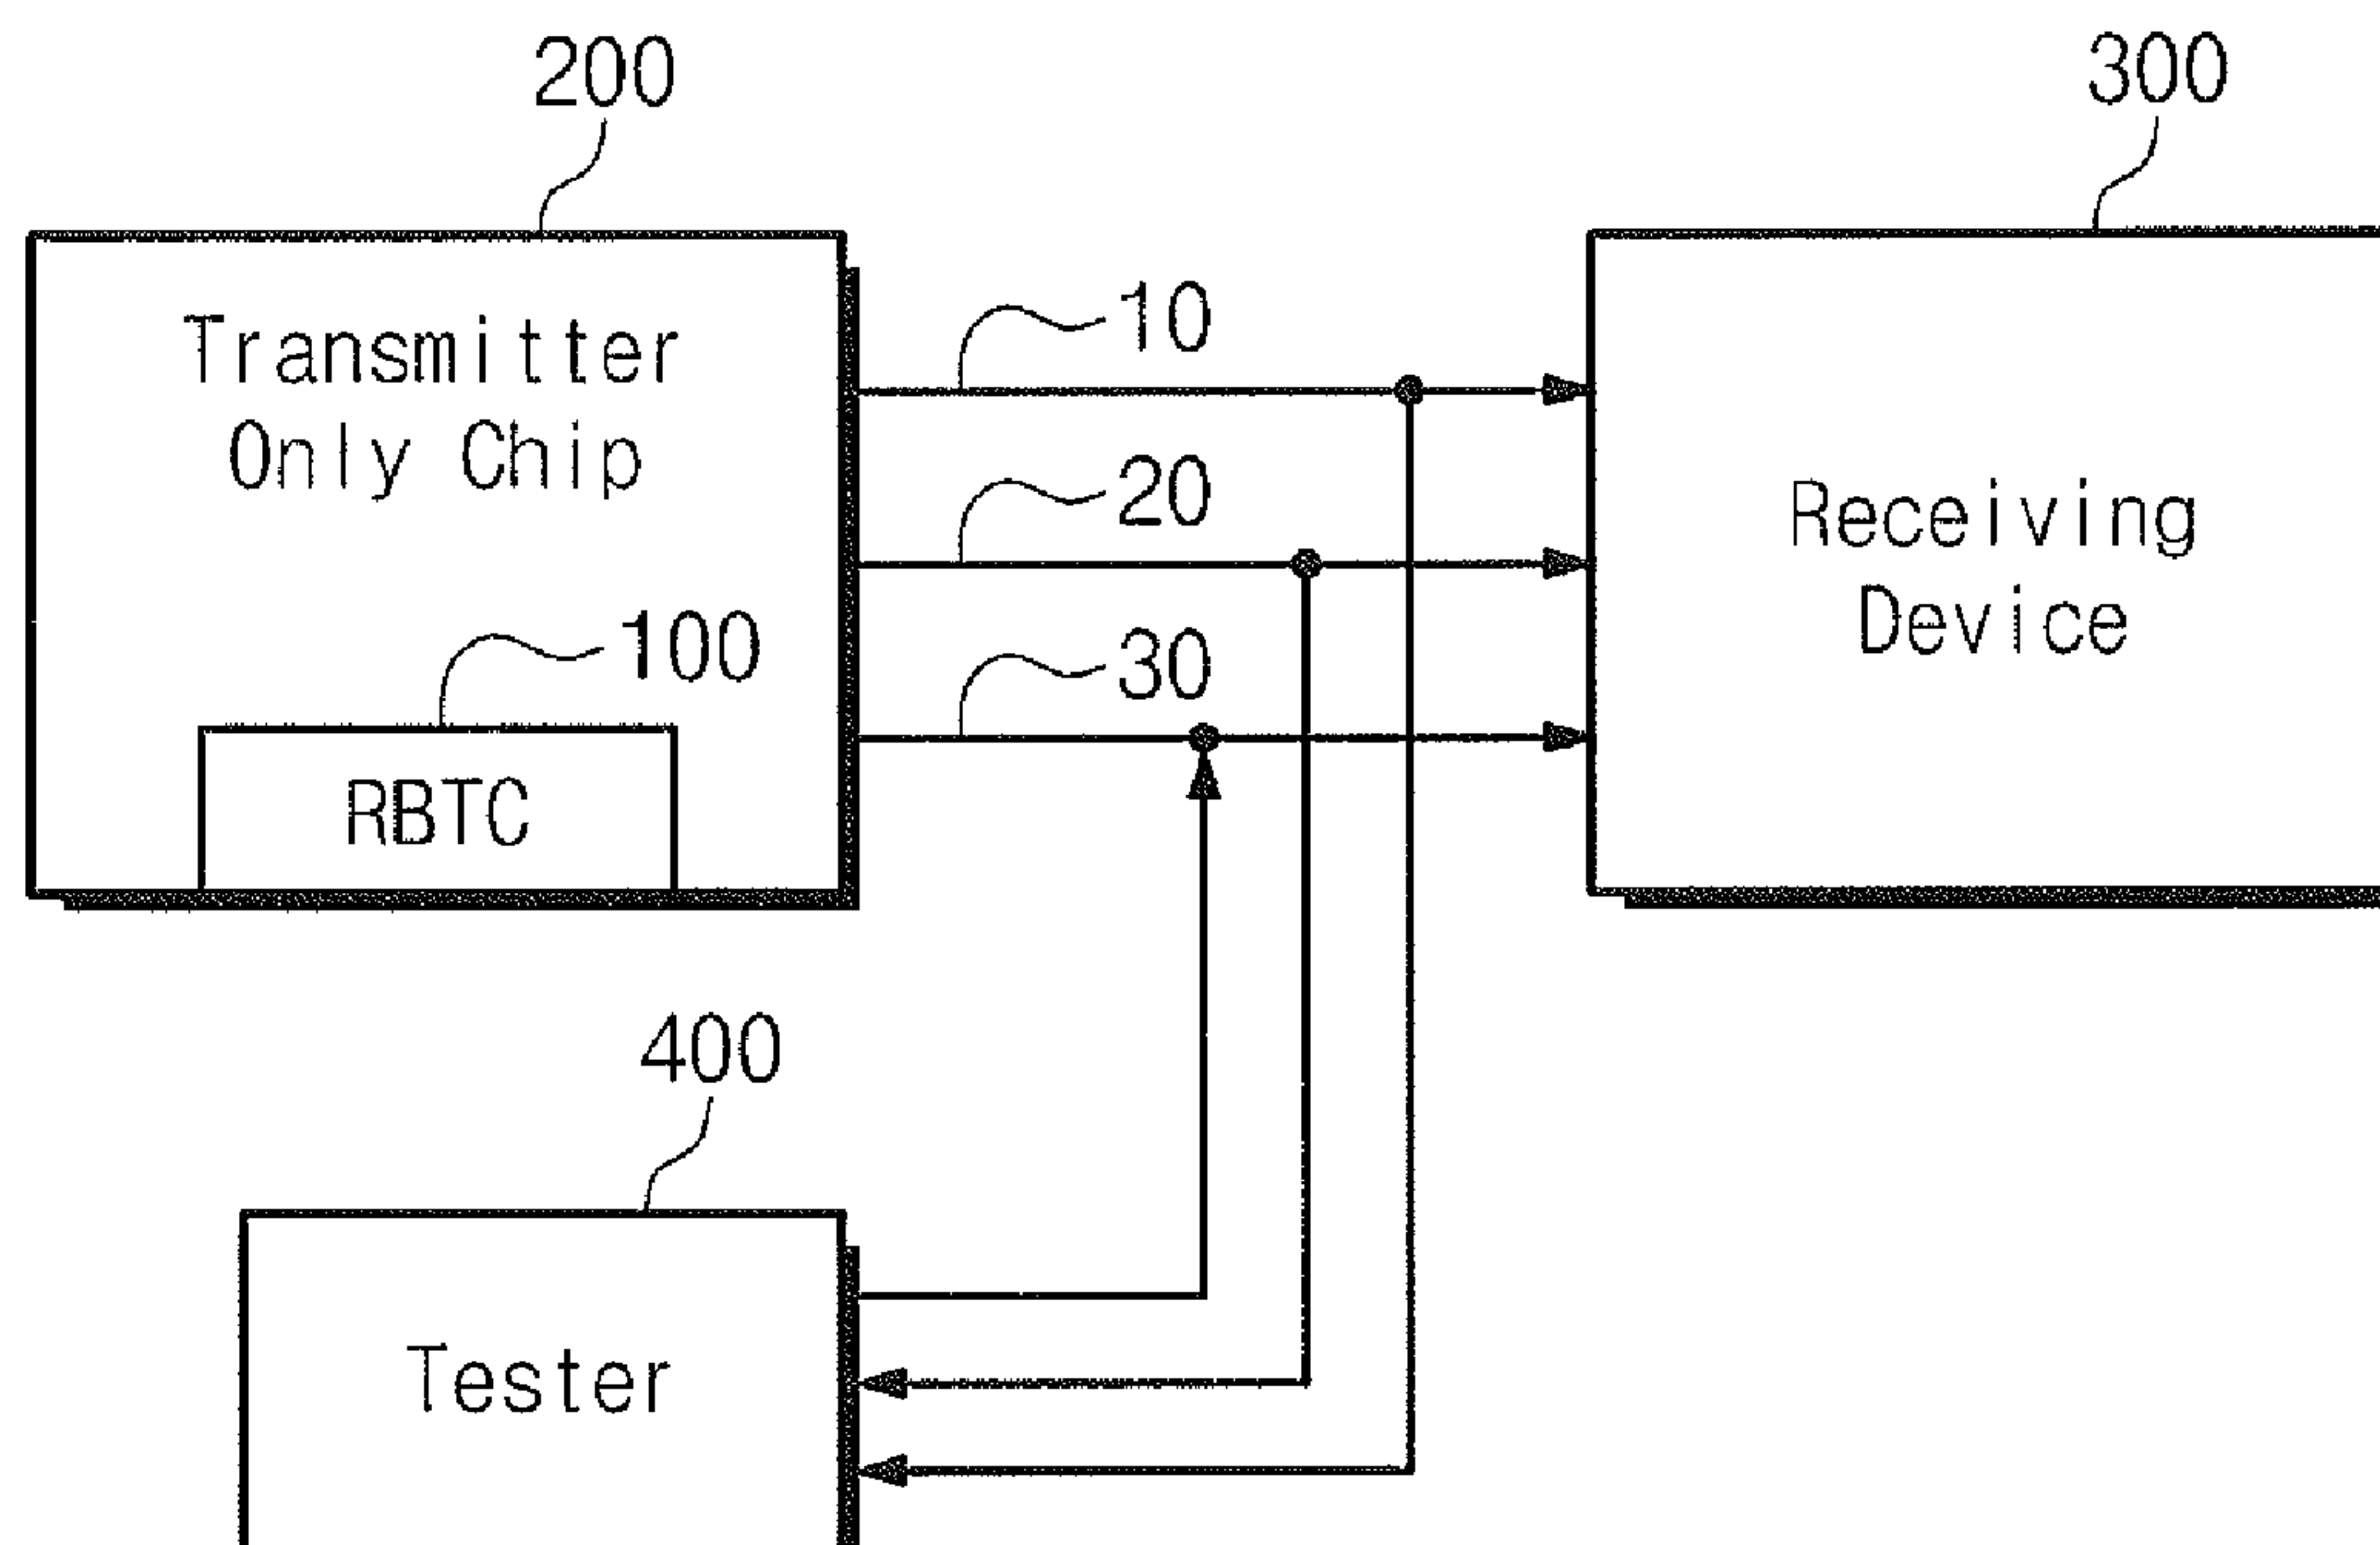 200
300
Transmitter
Only Chip
10
20
Receiving
Device
30
100
RBTC
400
Tester